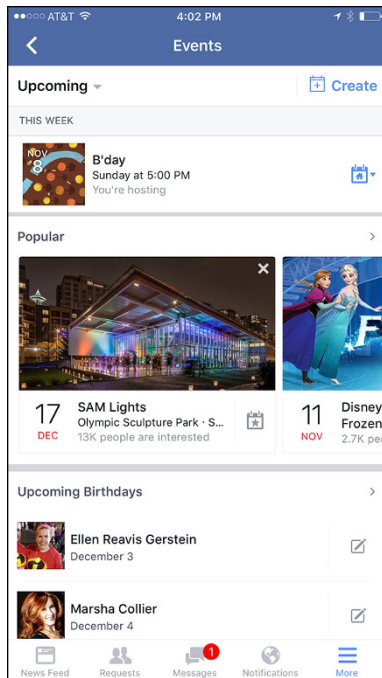 AT&T 4:02 PM
Events
Upcoming Create
THIS WEEK
NOV
8
B'day
Sunday at 5:00 PM
You're hosting
Popular
17
DEC
SAM Lights
Olympic Sculpture Park · S...
13K people are interested
11
NOV
Disney
Frozen
2.7K pe
Upcoming Birthdays
Ellen Reavis Gerstein
December 3
Marsha Collier
December 4
1
News Feed Requests Messages Notifications More